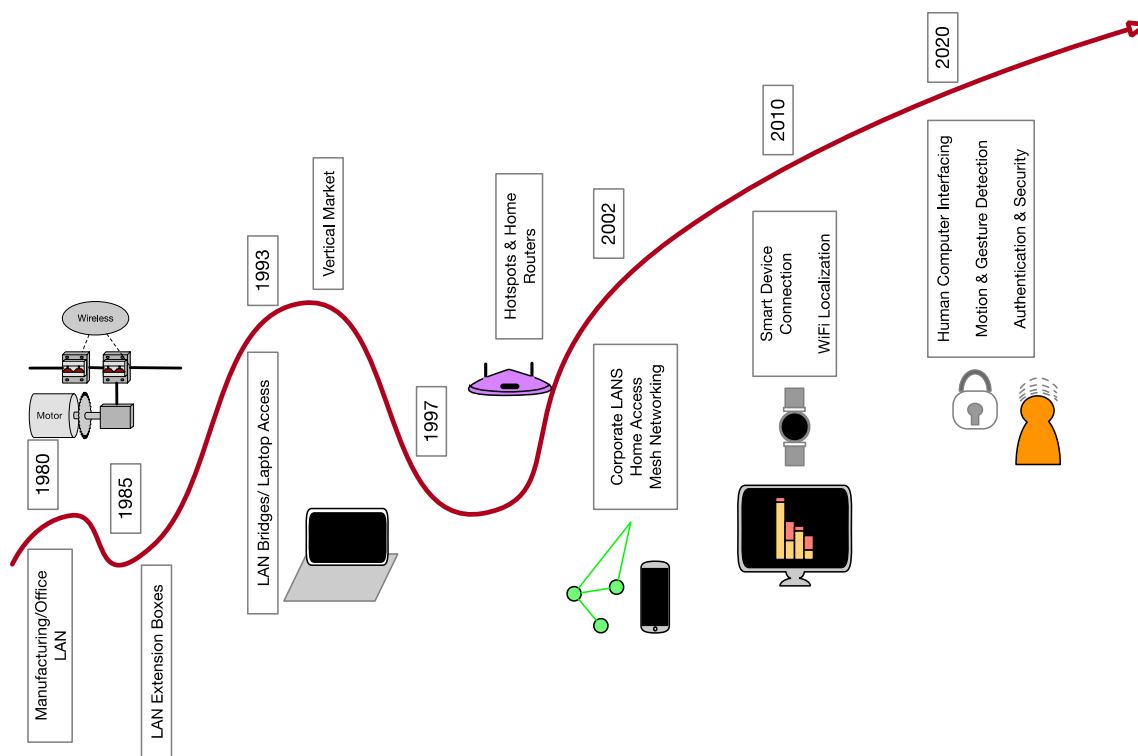 Wireless
Motor
1980
Manufacturing/Office
LAN
1985
LAN Extension Boxes
1993
LAN Bridges/ Laptop Access
Vertical Market
1997
Hotspots & Home
Routers
2002
Corporate LANS
Home Access
Mesh Networking
2010
Smart Device
Connection
WiFi Localization
2020
Human Computer Interfacing
Motion & Gesture Detection
Authentication & Security